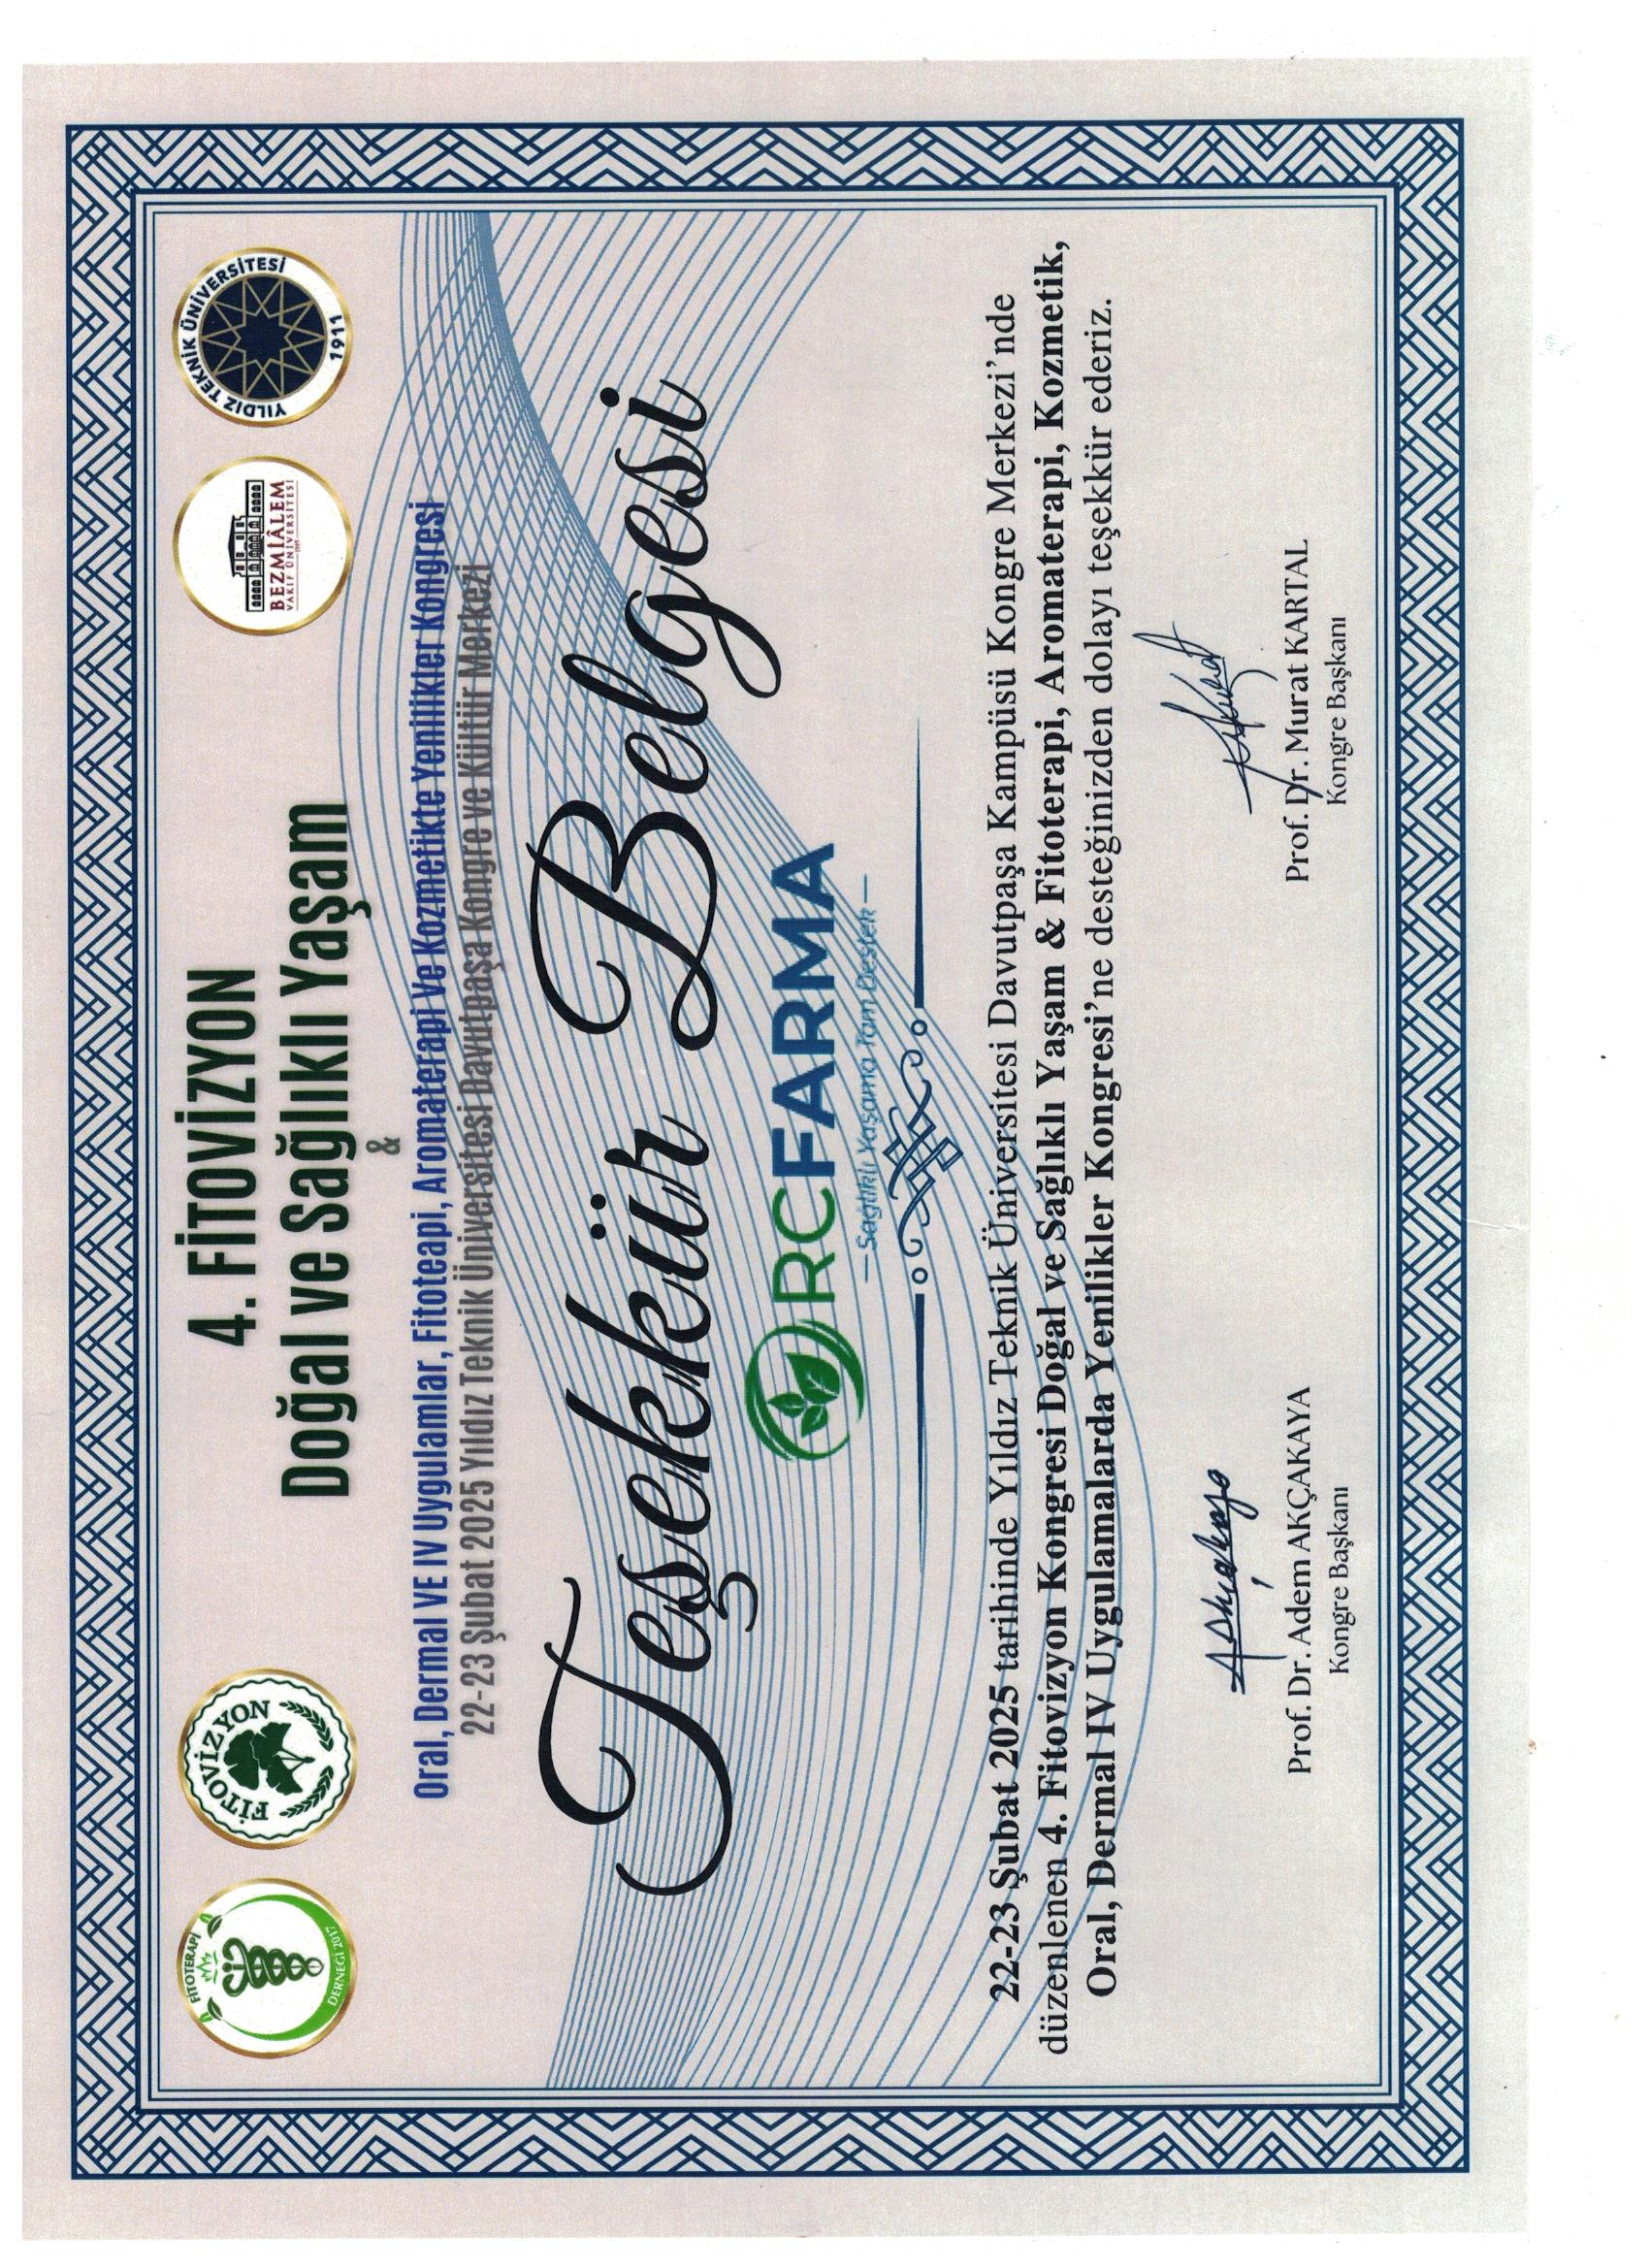 FİTOTERAPİ
DERNEĞİ 2017
FİTOVİZYON
4. FİTOVİZYON
Doğal ve Sağlıklı Yaşam
&
BEZMİÂLEM
VAKIF ÜNİVERSİTESİ
YILDIZ TEKNİK ÜNİVERSİTESİ
1911
Oral, Dermal VE IV Uygulamlar, Fitoteapi, Aromaterapi Ve Kozmetikte Yenilikler Kongresi
22-23 Şubat 2025 Yıldız Teknik Üniversitesi Davutpaşa Kongre ve Kültür Merkezi
Teşekkür Belgesi
RCFARMA
Sağlıklı Yaşama Tam Destek
22-23 Şubat 2025 tarihinde Yıldız Teknik Üniversitesi Davutpaşa Kampüsü Kongre Merkezi'nde
düzenlenen 4. Fitovizyon Kongresi Doğal ve Sağlıklı Yaşam & Fitoterapi, Aromaterapi, Kozmetik,
Oral, Dermal IV Uygulamalarda Yenilikler Kongresi'ne desteğinizden dolayı teşekkür ederiz.
Prof. Dr. Adem AKÇAKAYA
Kongre Başkanı
Prof. Dr. Murat KARTAL
Kongre Başkanı